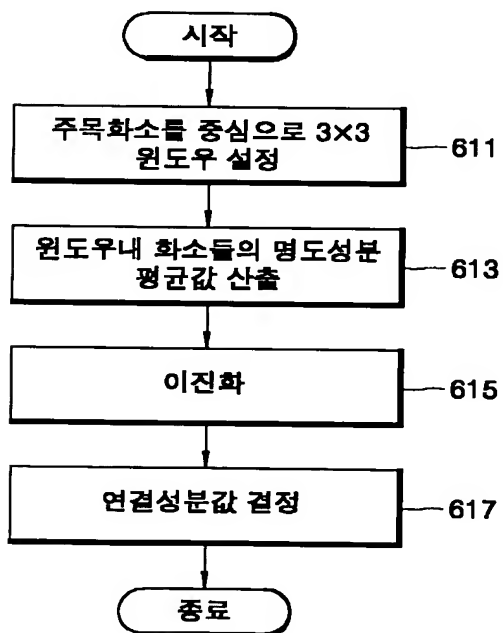 시작
주목화소를 중심으로 3×3
윈도우 설정
611
윈도우내 화소들의 명도성분
평균값 산출
613
이진화
615
연결성분값 결정
617
종료